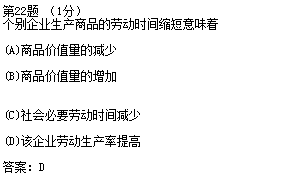 第22题 （1分）
个别企业生产商品的劳动时间缩短意味着
(A)商品价值量的减少
(B)商品价值量的增加
(C)社会必要劳动时间减少
(D)该企业劳动生产率提高
答案：D